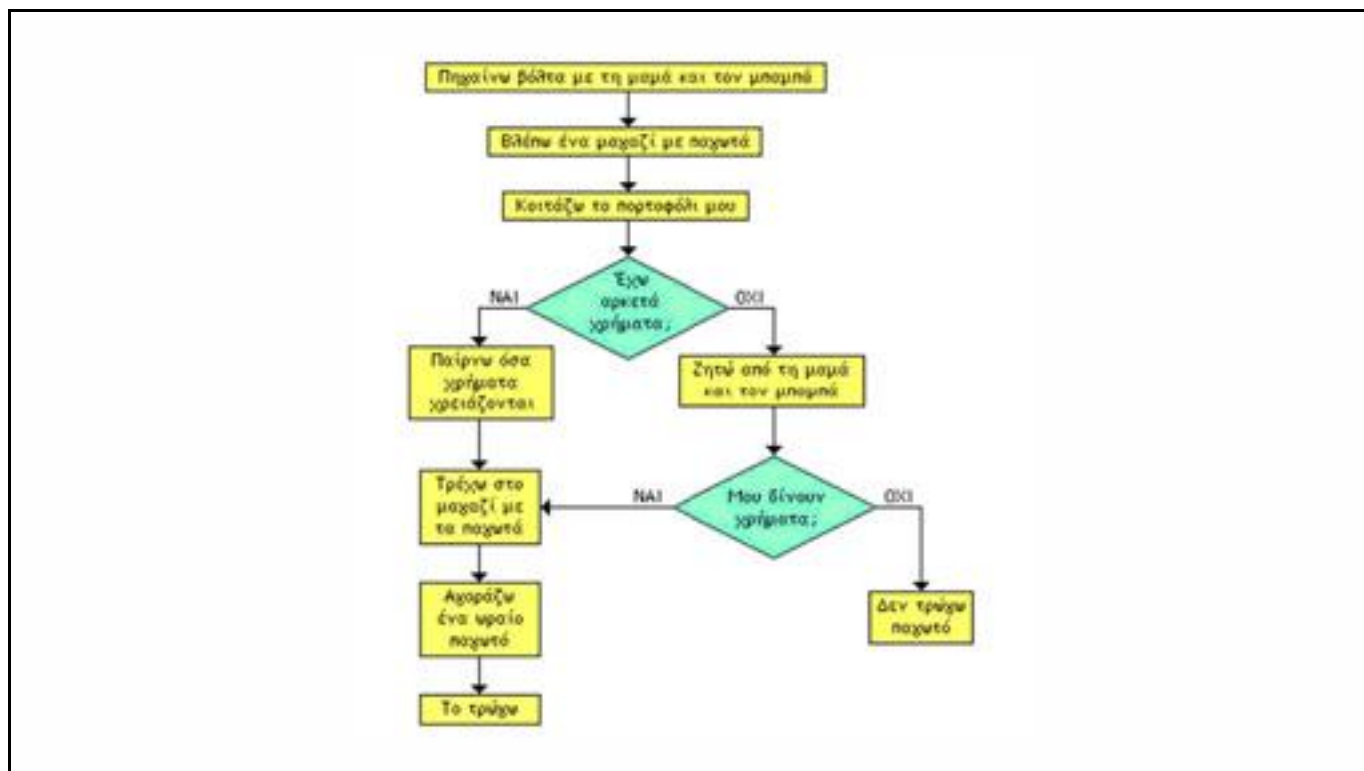 Πηγαίνω βόλτα με τη μαμά και τον μπαμπά
Βλέπω ένα μαγαζί με παγωτά
Κοιτάζω το πορτοφόλι μου
Έχω
αρκετά
χρήματα;
ΝΑΙ
ΟΧΙ
Παίρνω όσα
χρήματα
χρειάζονται
Ζητώ από τη μαμά
και τον μπαμπά
Τρέχω στο
μαγαζί με
τα παγωτά
ΝΑΙ
Μου δίνουν
χρήματα;
ΟΧΙ
Αγοράζω
ένα ωραίο
παγωτό
Δεν τρώγω
παγωτό
Το τρώγω